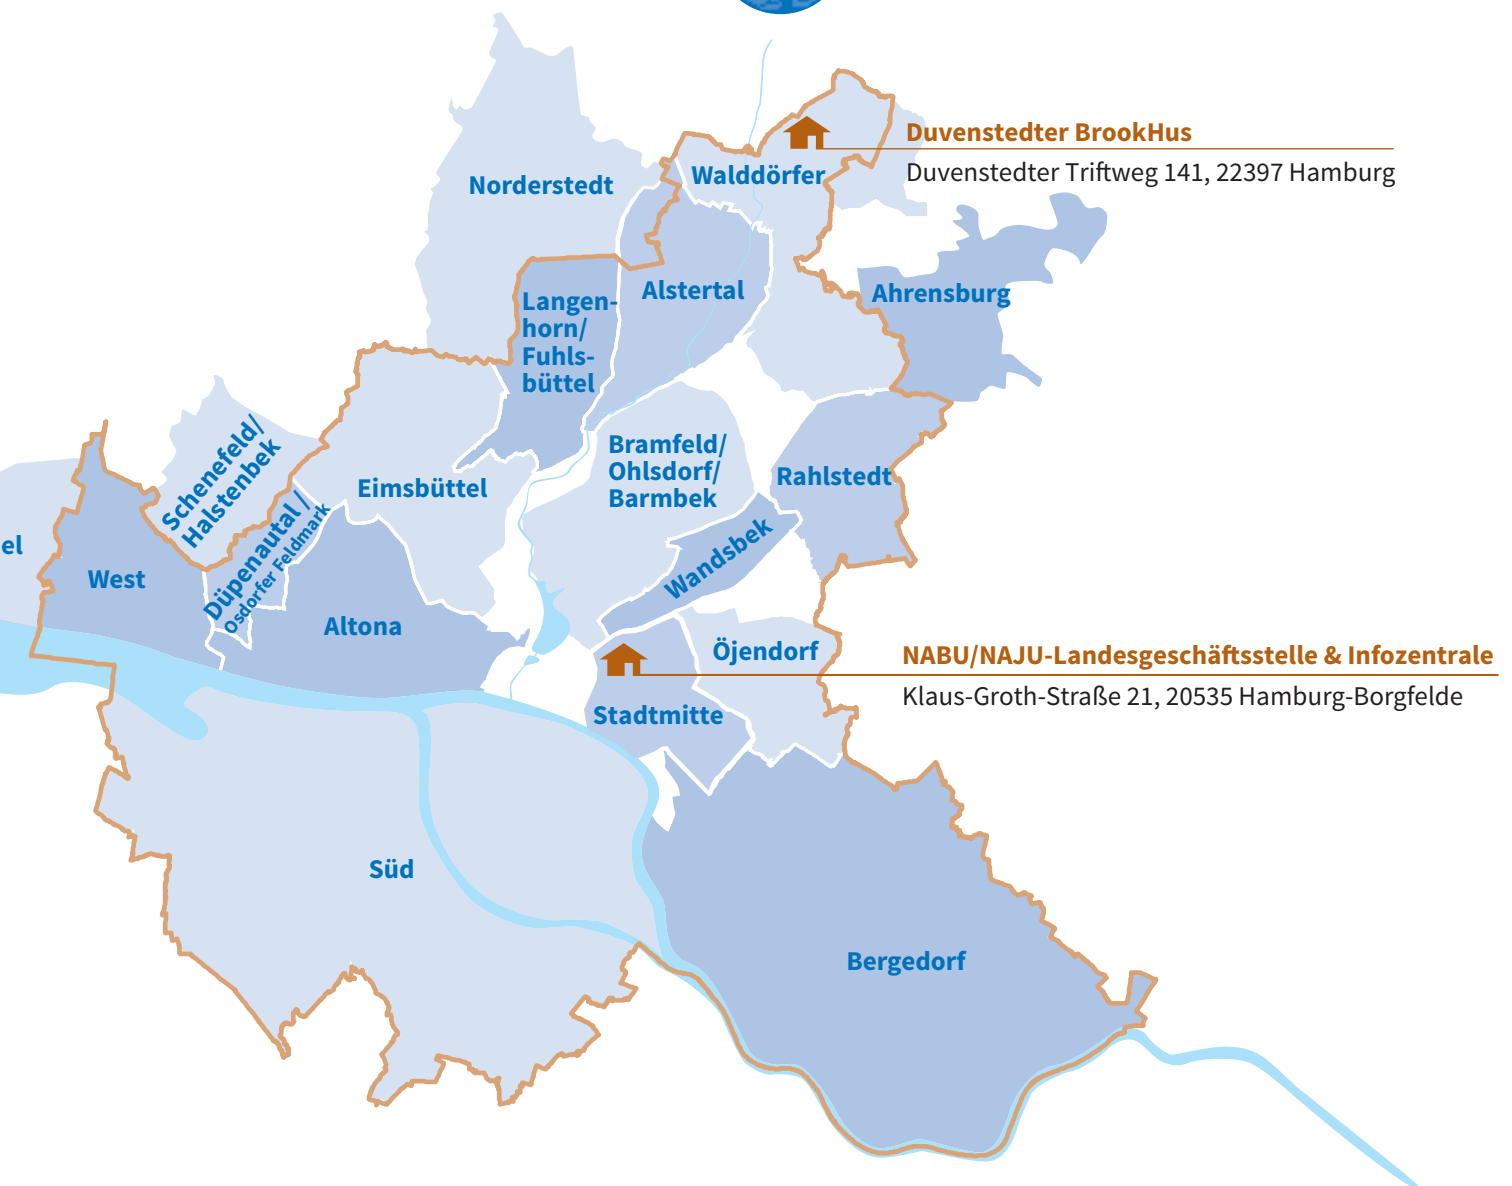 Duvenstedter BrookHus
Duvenstedter Triftweg 141, 22397 Hamburg
Walddörfer
Norderstedt
Alstertal
Ahrensburg
Langen-
horn/
Fuhls-
büttel
Schenefeld/
Halstenbek
Bramfeld/
Ohlsdorf/
Barmbek
Rahlstedt
Eimsbüttel
el
West
Düpenautal /
Osdorfer Feldmark
Wandsbek
Altona
Öjendorf
NABU/NAJU-Landesgeschäftsstelle & Infozentrale
Klaus-Groth-Straße 21, 20535 Hamburg-Borgfelde
Stadtmitte
Süd
Bergedorf